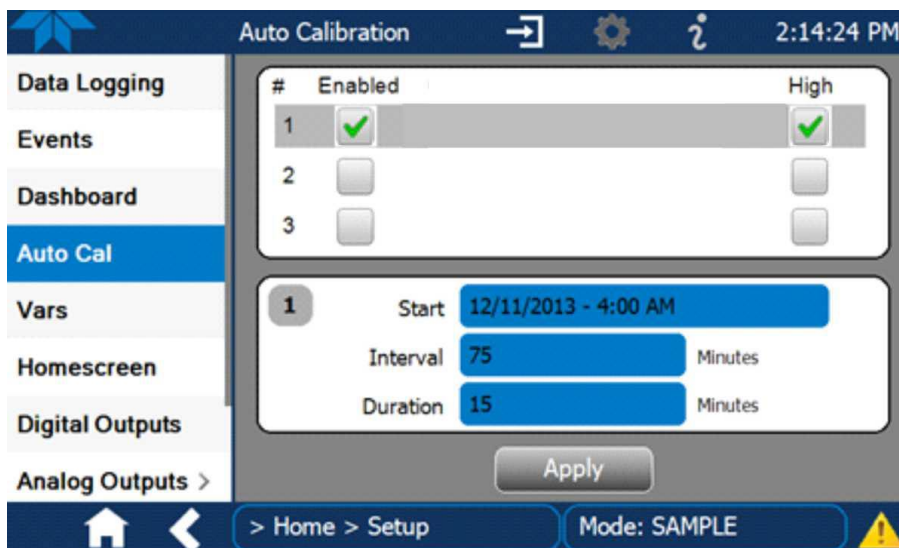 Auto Calibration
2:14:24 PM
Data Logging
Events
Dashboard
Auto Cal
Vars
Homescreen
Digital Outputs
Analog Outputs >
# Enabled High
1
2
3
1
Start 12/11/2013 - 4:00 AM
Interval 75 Minutes
Duration 15 Minutes
Apply
> Home > Setup
Mode: SAMPLE